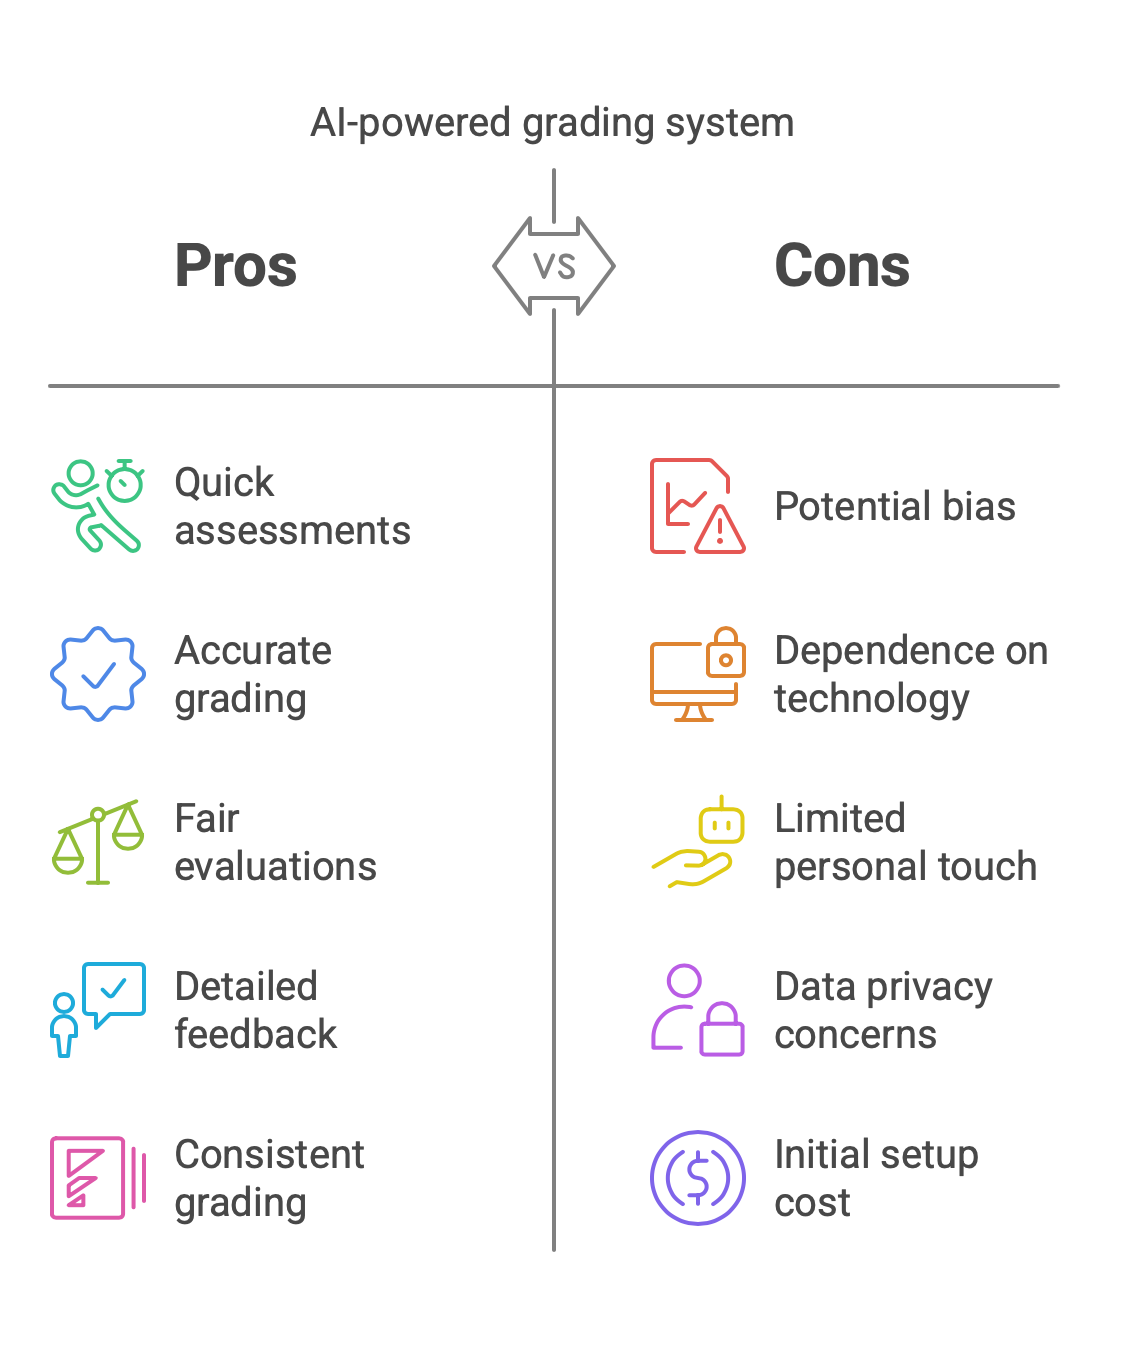 AI-powered grading system
Pros
VS
Cons
Quick
assessments
Accurate
grading
Fair
evaluations
Detailed
feedback
Consistent
grading
Potential bias
Dependence on
technology
Limited
personal touch
Data privacy
concerns
Initial setup
cost